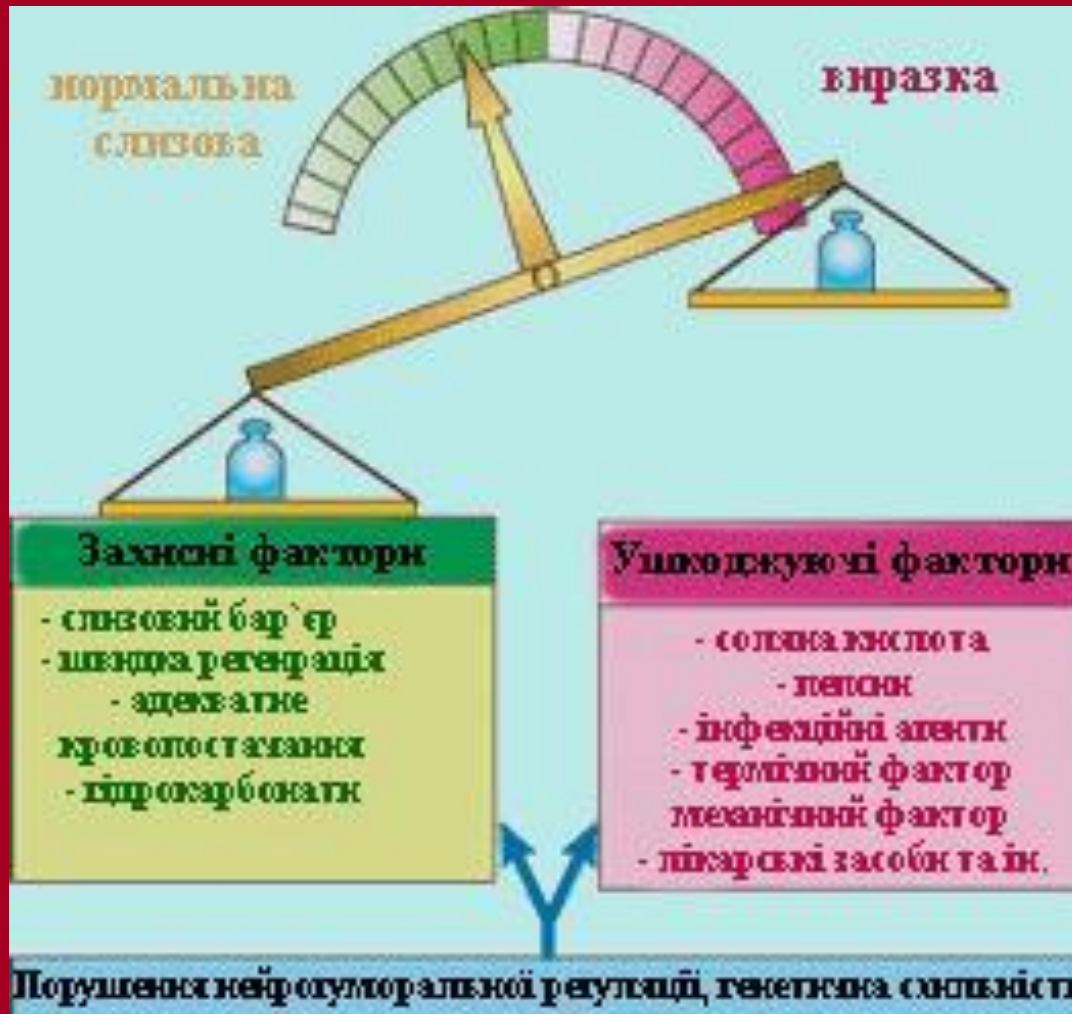 нормальна
слизова
виразка
Захисні фактори
- слизовий бар`єр
- швидка регенрація
- адекватне
кровопостачання
- гідрокарбонати
Ушкоджуючі фактори
- соляна кислота
- пепсин
- інфекційні агенти
- термічний фактор
механічний фактор
- лікарські засоби та ін.
Порушення нейрогуморальної регуляції, генетична схильність